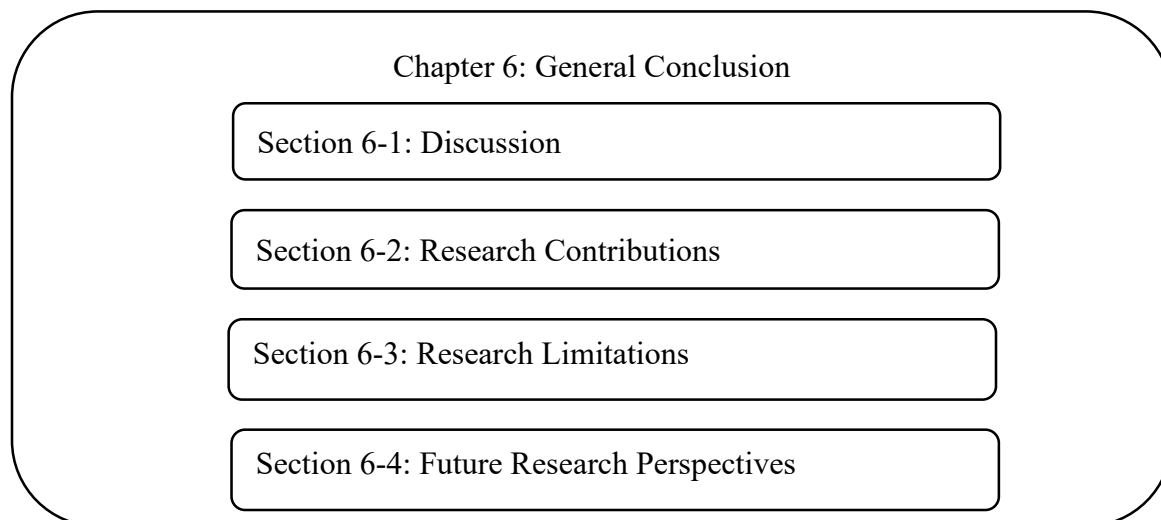 Chapter 6: General Conclusion
Section 6-1: Discussion
Section 6-2: Research Contributions
Section 6-3: Research Limitations
Section 6-4: Future Research Perspectives